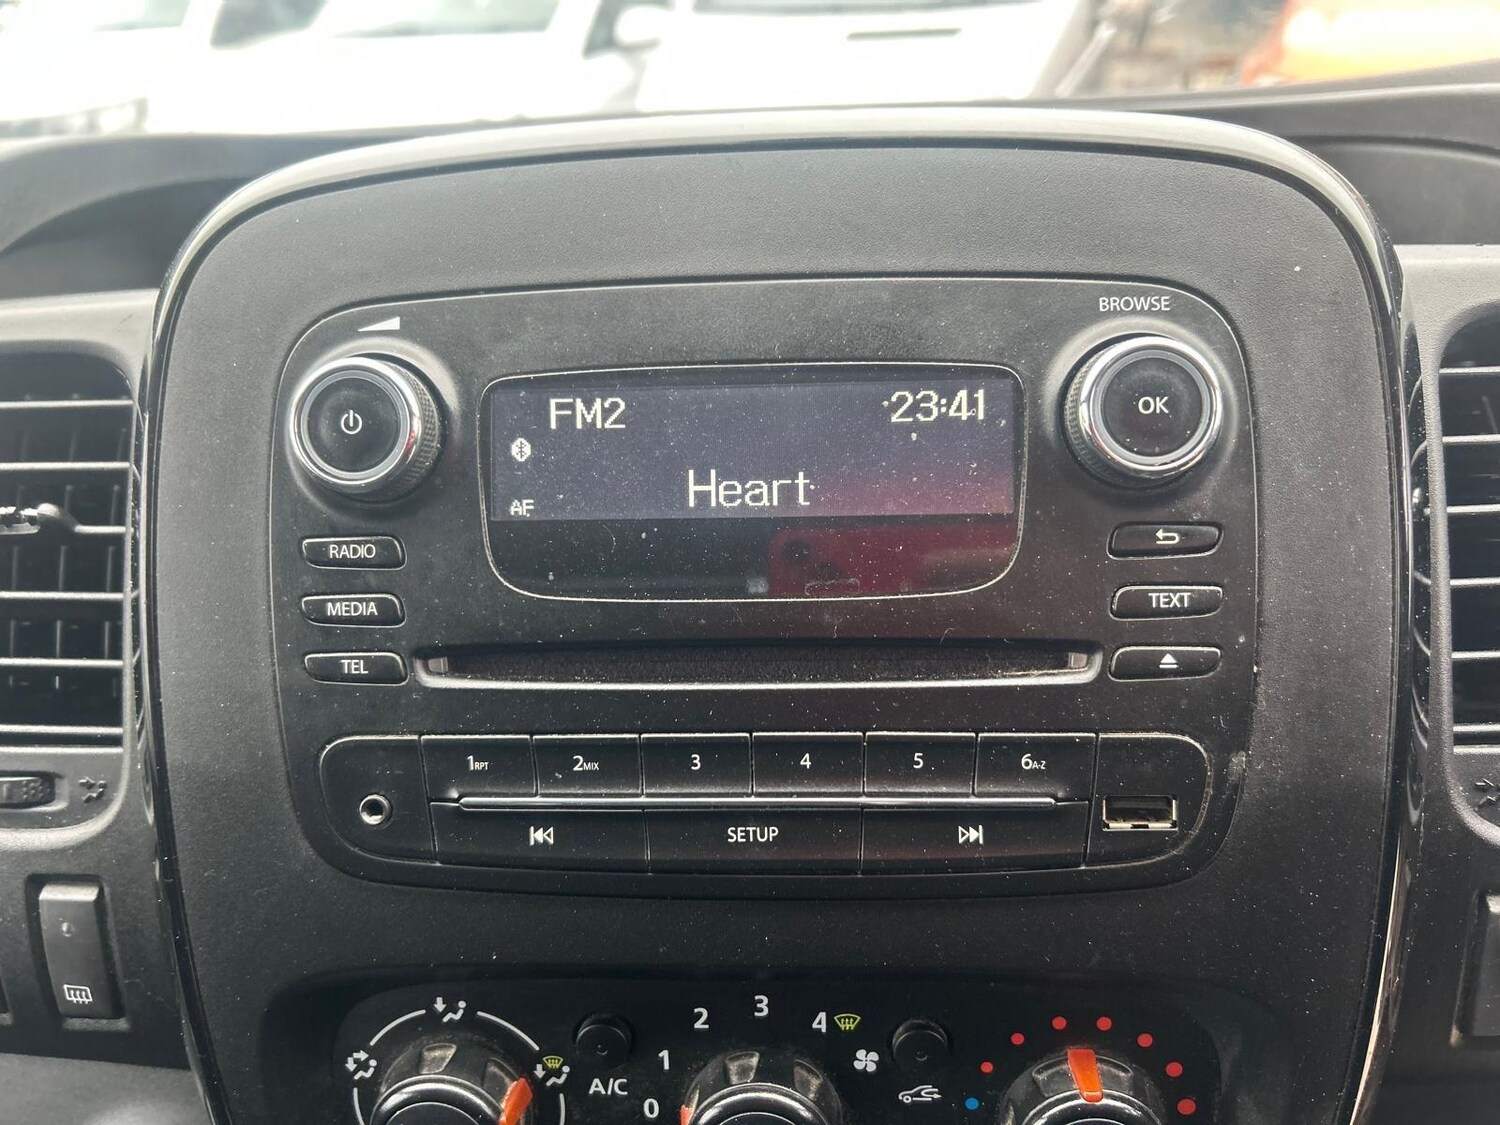 BROWSE
FM2 23:41
OK
Heart
AF
RADIO
MEDIA
TEXT
TEL
1RPT 2MIX 3 4 5 6A-Z
SETUP
2 3 4
1
A/C
0